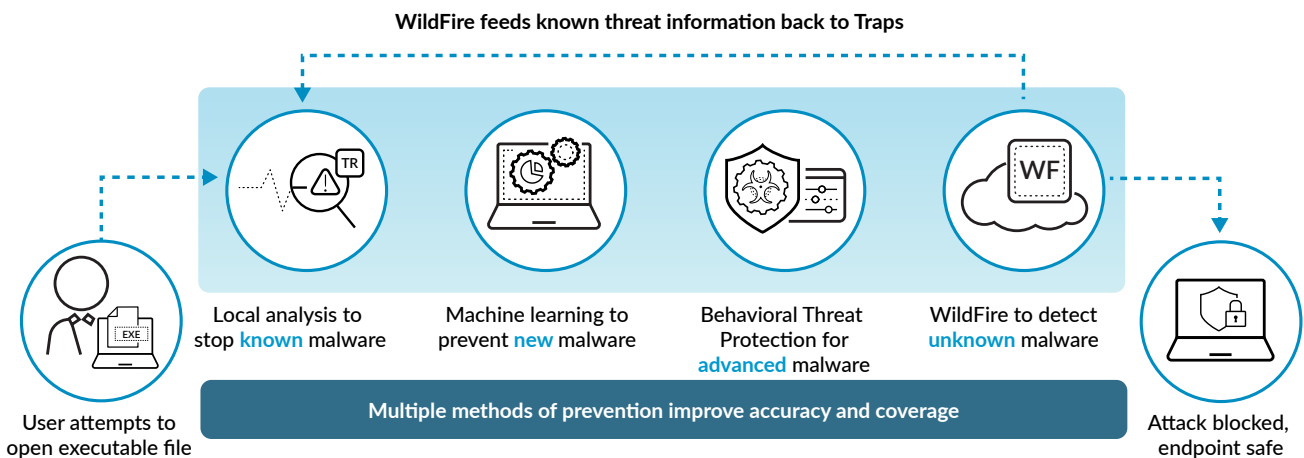 WildFire feeds known threat information back to Traps
TR
WF
EXE
Local analysis to
stop known malware
Machine learning to
prevent new malware
Behavioral Threat
Protection for
advanced malware
WildFire to detect
unknown malware
Multiple methods of prevention improve accuracy and coverage
User attempts to
open executable file
Attack blocked,
endpoint safe